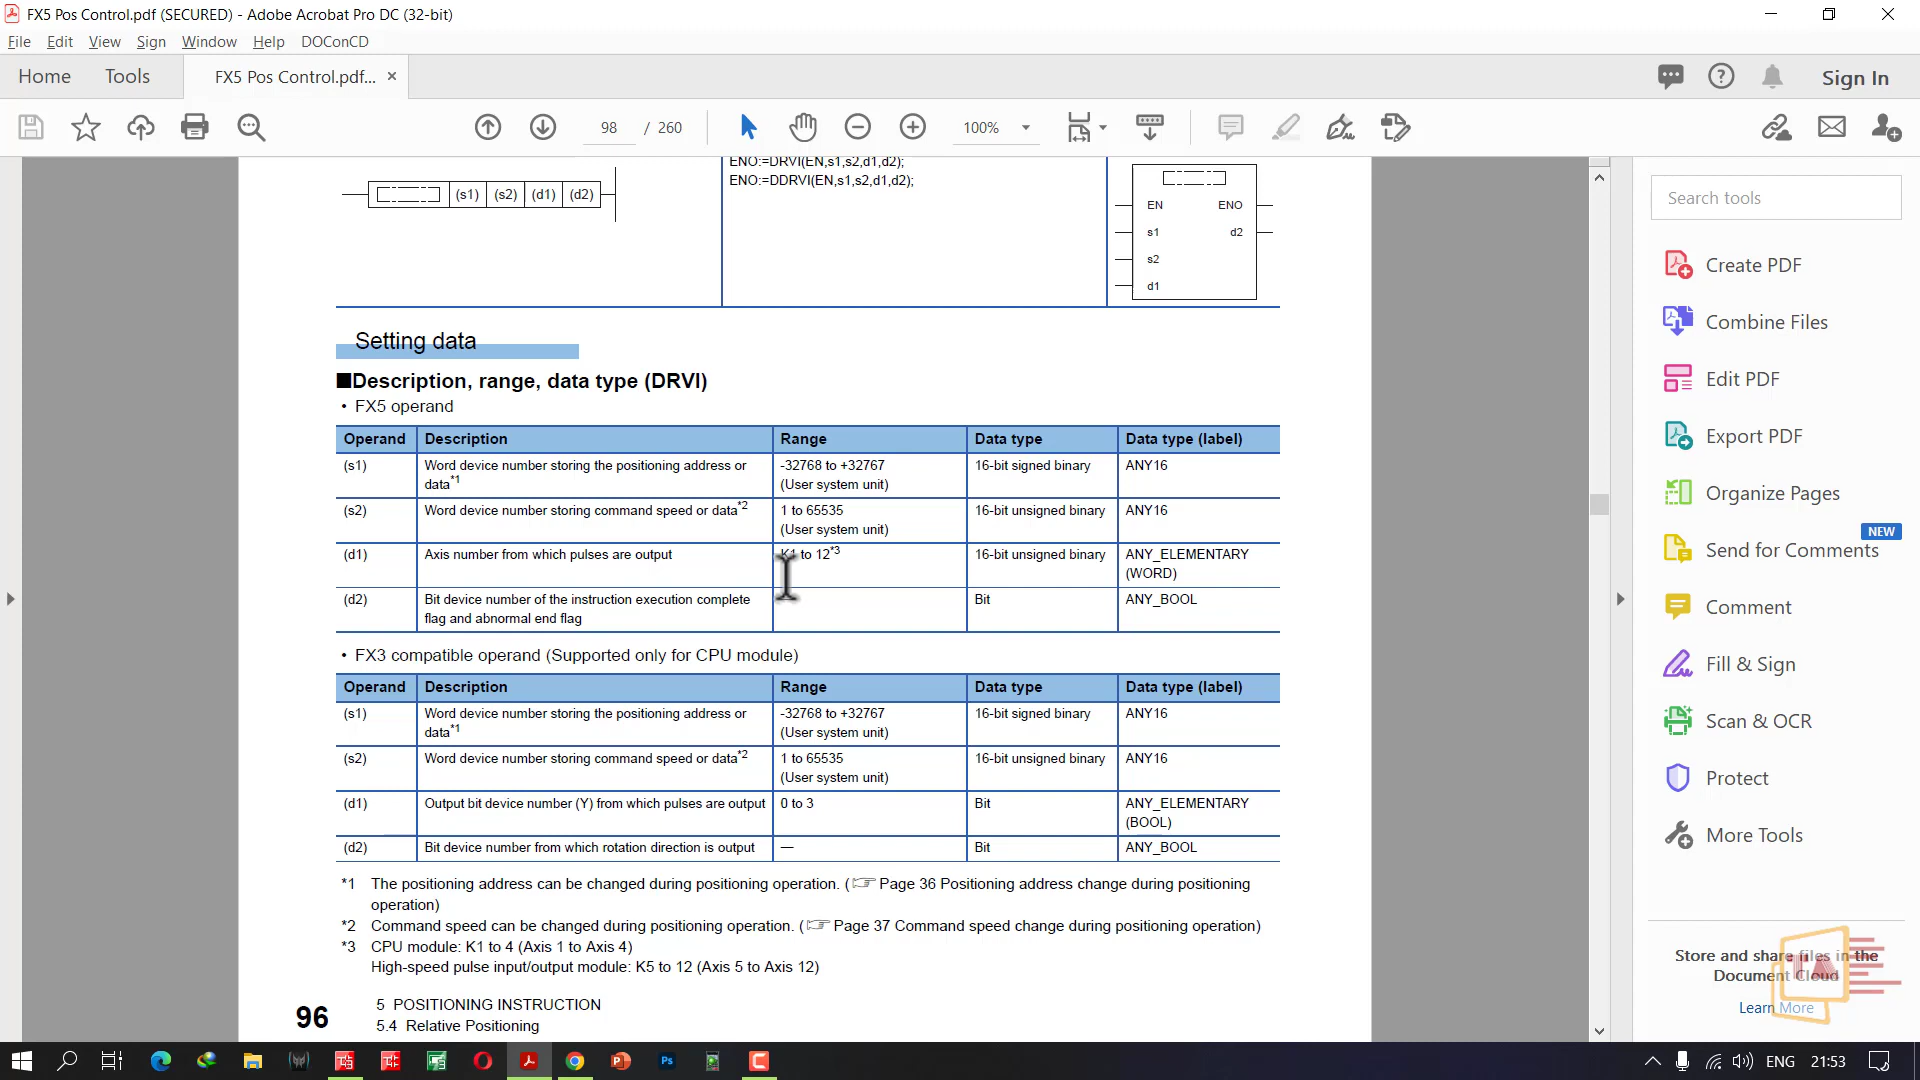 FX5 Pos Control.pdf (SECURED) - Adobe Acrobat Pro DC (32-bit)
File Edit View Sign Window Help DOConCD
Home Tools FX5 Pos Control.pdf... × Sign In
98 / 260 100%
ENO:=DRVI(EN,s1,s2,d1,d2);
ENO:=DDRVI(EN,s1,s2,d1,d2);
(s1) (s2) (d1) (d2)
EN ENO
s1 d2
s2
d1
Setting data
■Description, range, data type (DRVI)
• FX5 operand
Operand Description Range Data type Data type (label)
(s1) Word device number storing the positioning address or data*1 -32768 to +32767 (User system unit) 16-bit signed binary ANY16
(s2) Word device number storing command speed or data*2 1 to 65535 (User system unit) 16-bit unsigned binary ANY16
(d1) Axis number from which pulses are output K1 to 12*3 16-bit unsigned binary ANY_ELEMENTARY (WORD)
(d2) Bit device number of the instruction execution complete flag and abnormal end flag Bit ANY_BOOL
• FX3 compatible operand (Supported only for CPU module)
Operand Description Range Data type Data type (label)
(s1) Word device number storing the positioning address or data*1 -32768 to +32767 (User system unit) 16-bit signed binary ANY16
(s2) Word device number storing command speed or data*2 1 to 65535 (User system unit) 16-bit unsigned binary ANY16
(d1) Output bit device number (Y) from which pulses are output 0 to 3 Bit ANY_ELEMENTARY (BOOL)
(d2) Bit device number from which rotation direction is output — Bit ANY_BOOL
*1 The positioning address can be changed during positioning operation. (☞ Page 36 Positioning address change during positioning
operation)
*2 Command speed can be changed during positioning operation. (☞ Page 37 Command speed change during positioning operation)
*3 CPU module: K1 to 4 (Axis 1 to Axis 4)
High-speed pulse input/output module: K5 to 12 (Axis 5 to Axis 12)
96 5 POSITIONING INSTRUCTION
5.4 Relative Positioning
Search tools
Create PDF
Combine Files
Edit PDF
Export PDF
Organize Pages
NEW
Send for Comments
Comment
Fill & Sign
Scan & OCR
Protect
More Tools
Store and share files in the
Document Cloud
Learn More
ENG 21:53